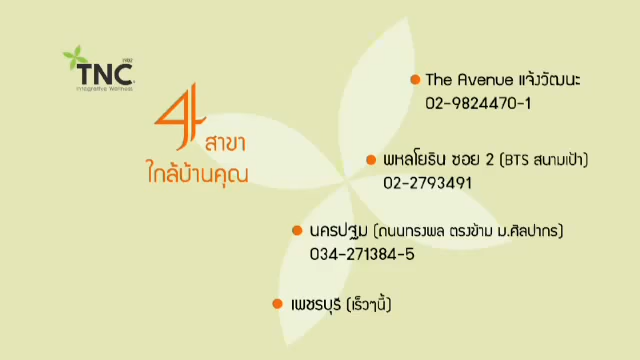 TNC
Integrative Wellness
4 สาขา
ใกล้บ้านคุณ
The Avenue แจ้งวัฒนะ
02-9824470-1
พหลโยธิน ซอย 2 (BTS สนามเป้า)
02-2793491
นครปฐม (ถนนทรงพล ตรงข้าม ม.ศิลปากร)
034-271384-5
เพชรบุรี (เร็วๆนี้)